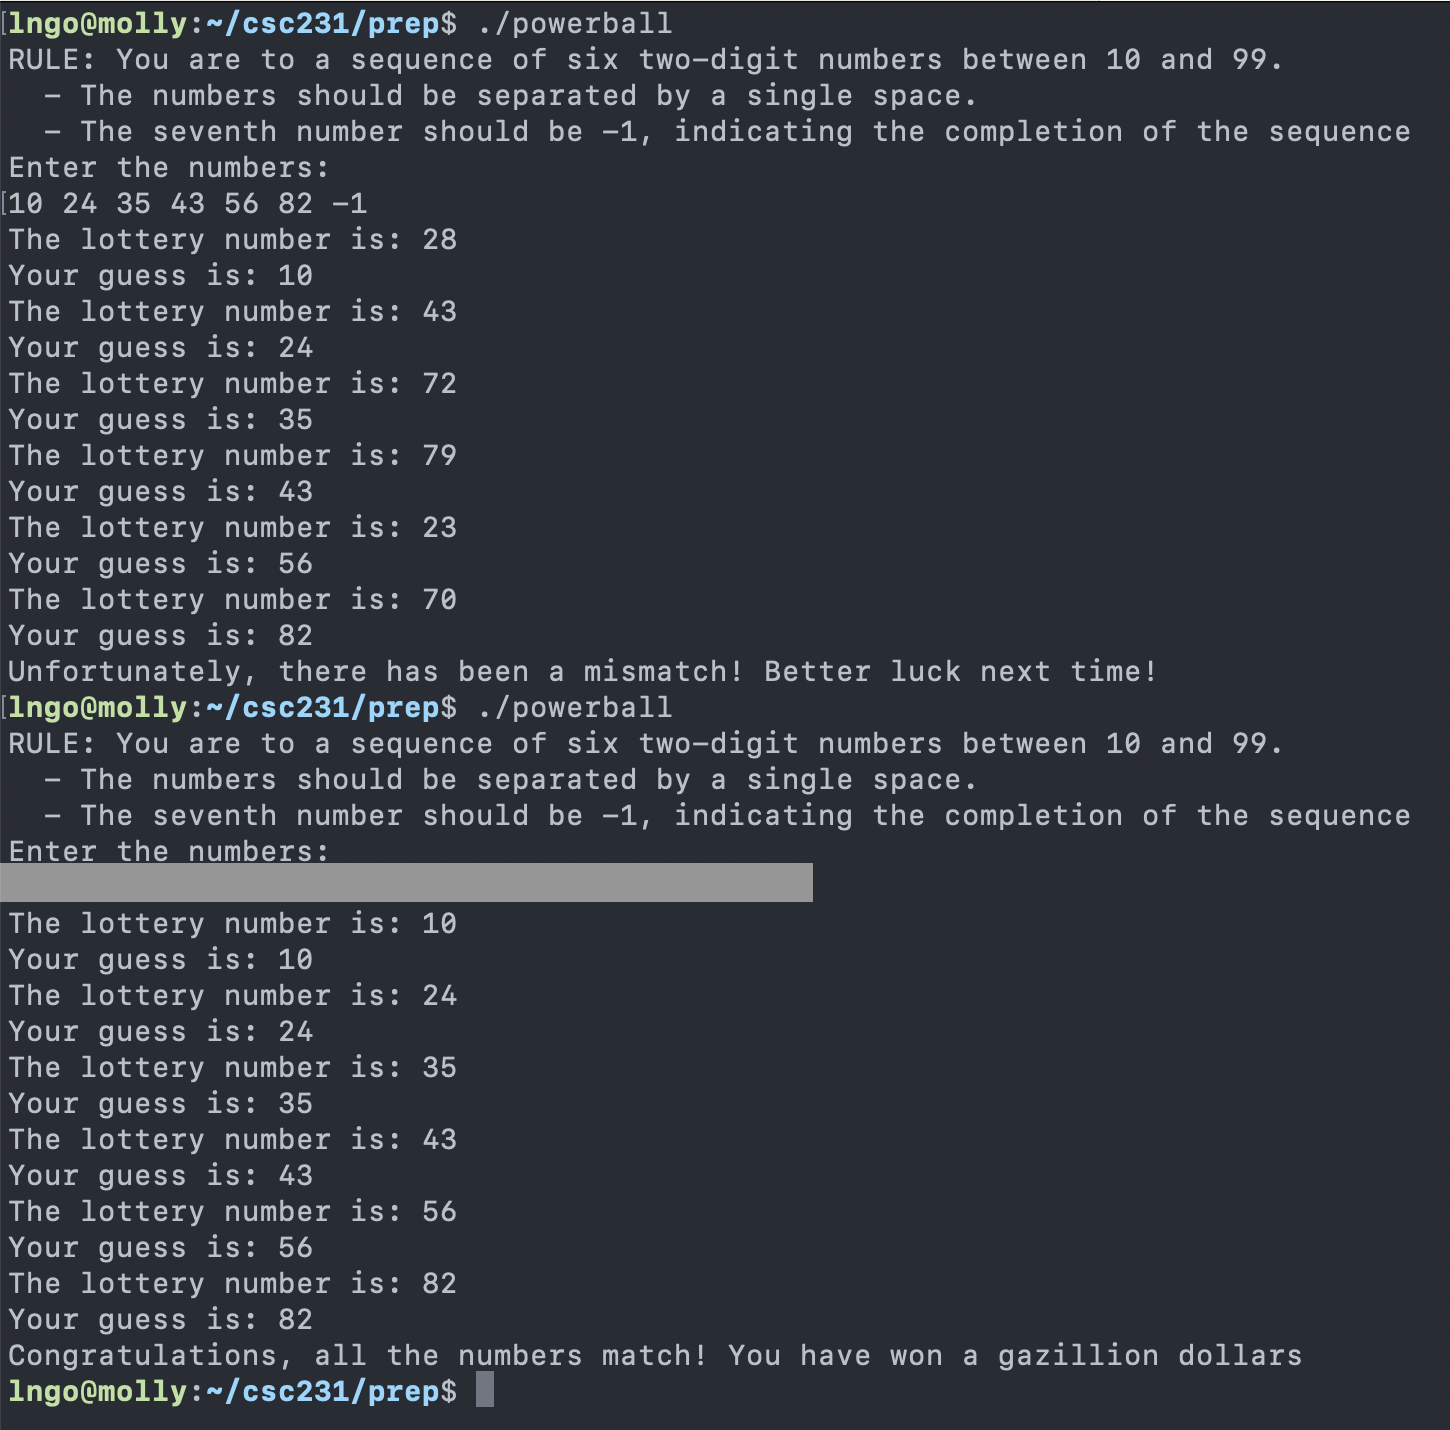 lngo@molly:~/csc231/prep$ ./powerball
RULE: You are to a sequence of six two-digit numbers between 10 and 99.
  - The numbers should be separated by a single space.
  - The seventh number should be -1, indicating the completion of the sequence
Enter the numbers:
10 24 35 43 56 82 -1
The lottery number is: 28
Your guess is: 10
The lottery number is: 43
Your guess is: 24
The lottery number is: 72
Your guess is: 35
The lottery number is: 79
Your guess is: 43
The lottery number is: 23
Your guess is: 56
The lottery number is: 70
Your guess is: 82
Unfortunately, there has been a mismatch! Better luck next time!
lngo@molly:~/csc231/prep$ ./powerball
RULE: You are to a sequence of six two-digit numbers between 10 and 99.
  - The numbers should be separated by a single space.
  - The seventh number should be -1, indicating the completion of the sequence
Enter the numbers:
The lottery number is: 10
Your guess is: 10
The lottery number is: 24
Your guess is: 24
The lottery number is: 35
Your guess is: 35
The lottery number is: 43
Your guess is: 43
The lottery number is: 56
Your guess is: 56
The lottery number is: 82
Your guess is: 82
Congratulations, all the numbers match! You have won a gazillion dollars
lngo@molly:~/csc231/prep$